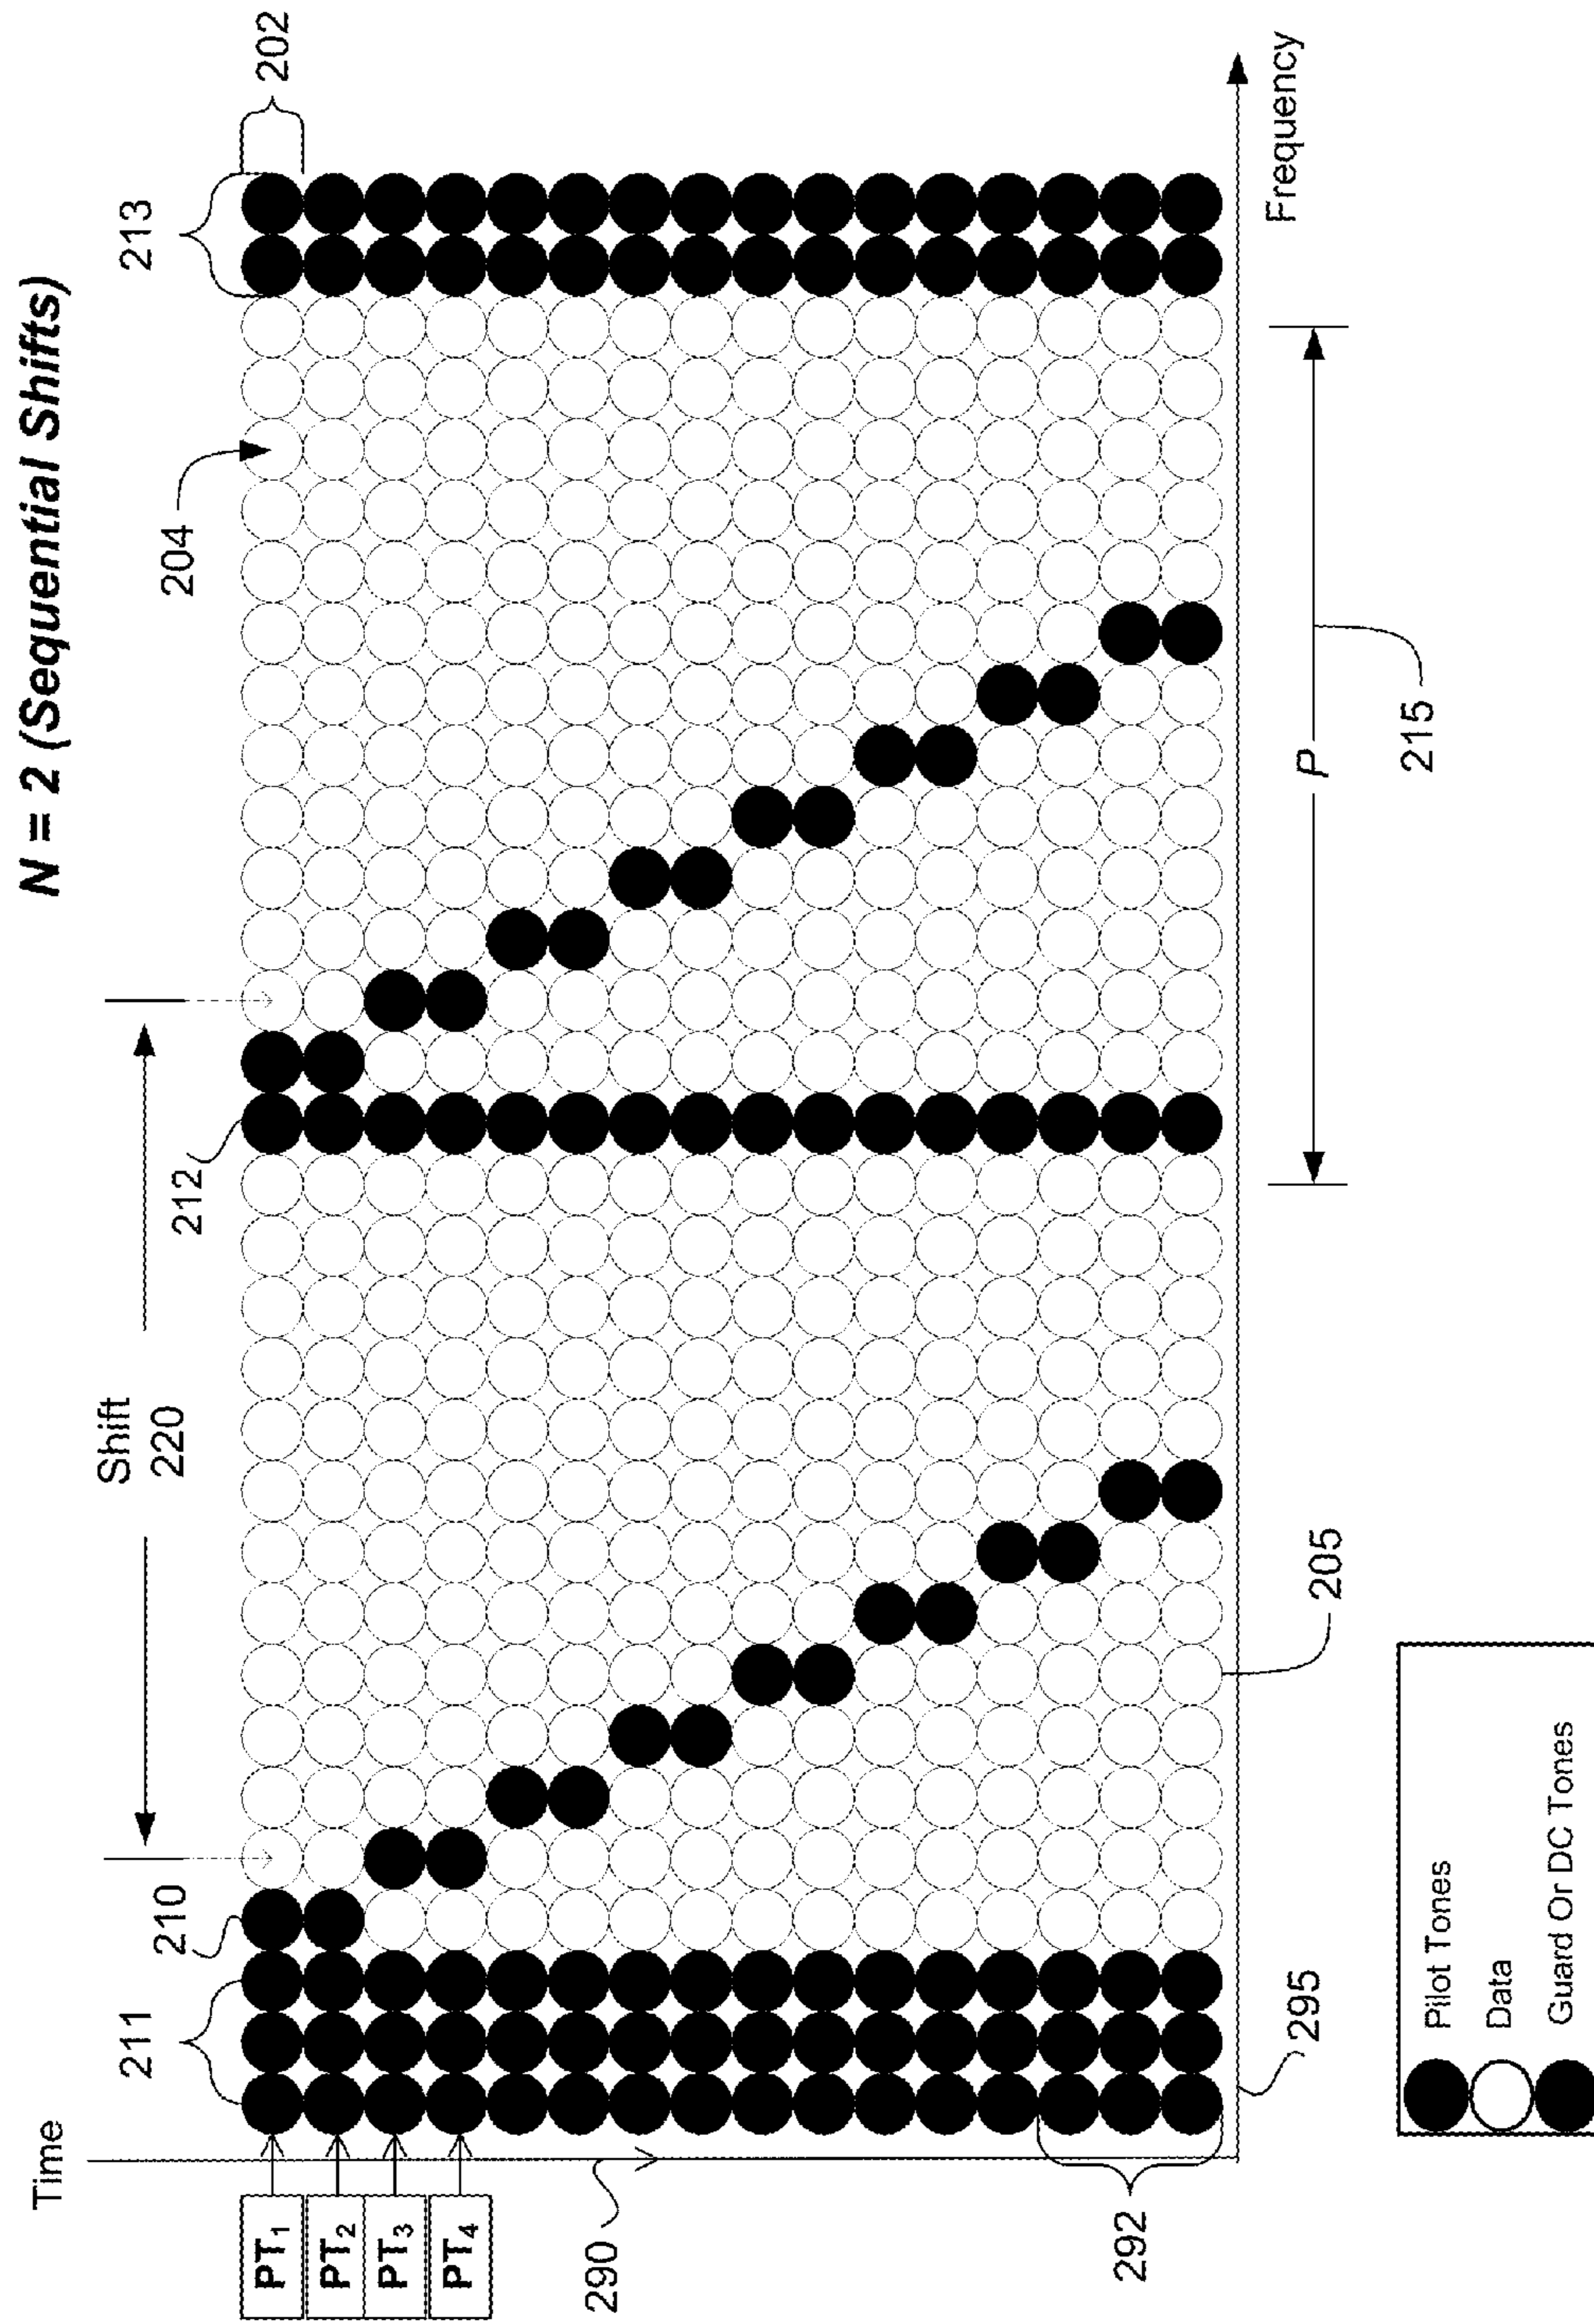 N = 2 (Sequential Shifts)
213
202
204
Shift
220
212
210
211
Time
PT1
PT2
PT3
PT4
290
292
295
205
Frequency
P
215
Pilot Tones
Data
Guard Or DC Tones